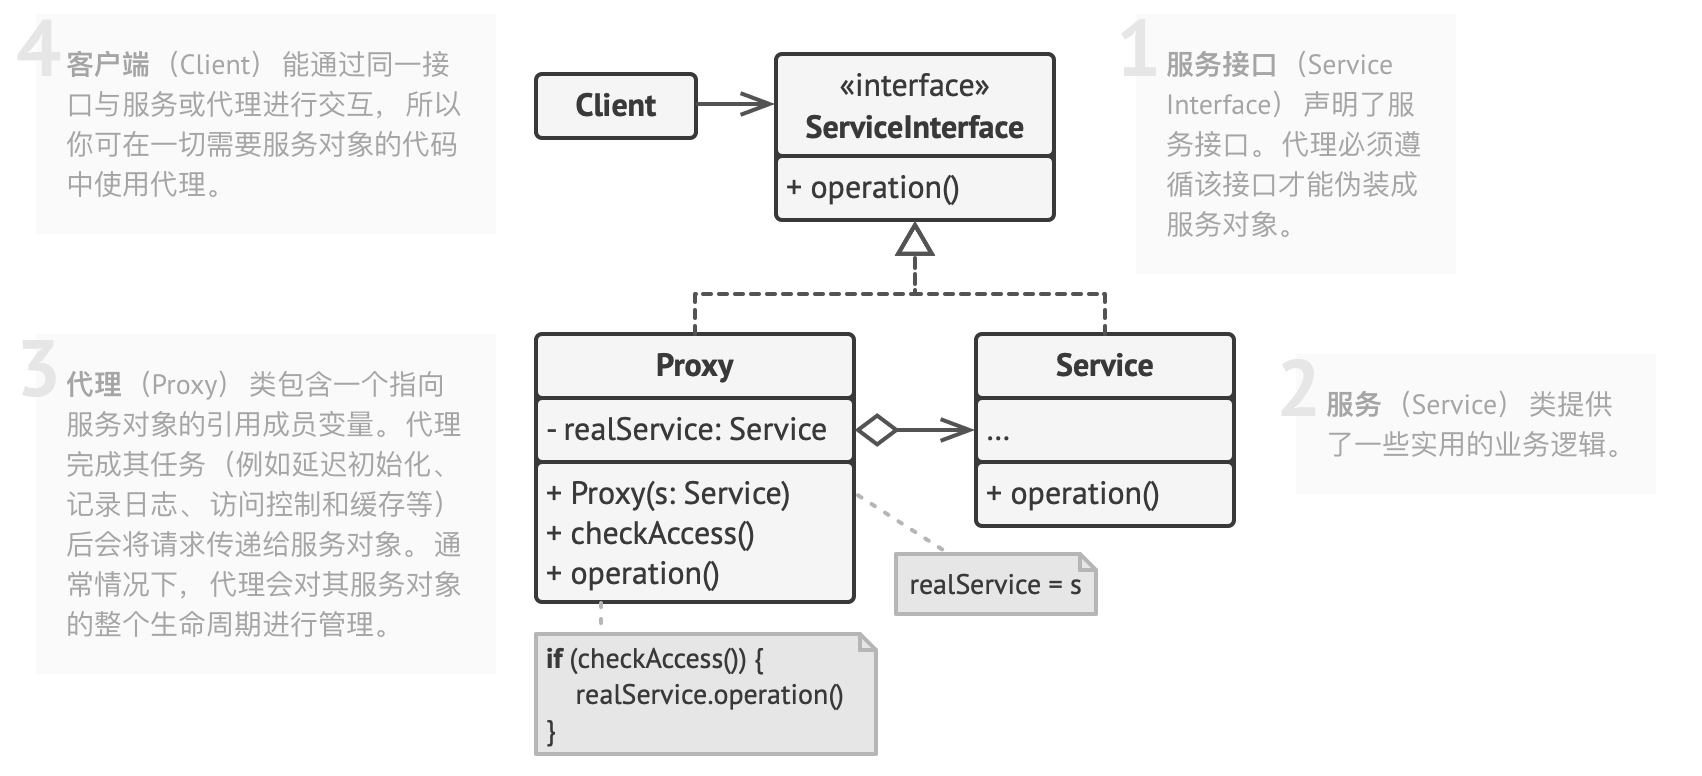 4
客户端（Client）能通过同一接
口与服务或代理进行交互，所以
你可在一切需要服务对象的代码
中使用代理。
Client
«interface»
ServiceInterface
+ operation()
1
服务接口（Service
Interface）声明了服
务接口。代理必须遵
循该接口才能伪装成
服务对象。
3
代理（Proxy）类包含一个指向
服务对象的引用成员变量。代理
完成其任务（例如延迟初始化、
记录日志、访问控制和缓存等）
后会将请求传递给服务对象。通
常情况下，代理会对其服务对象
的整个生命周期进行管理。
Proxy
- realService: Service
+ Proxy(s: Service)
+ checkAccess()
+ operation()
Service
...
+ operation()
2
服务（Service）类提供
了一些实用的业务逻辑。
realService = s
if (checkAccess()) {
realService.operation()
}